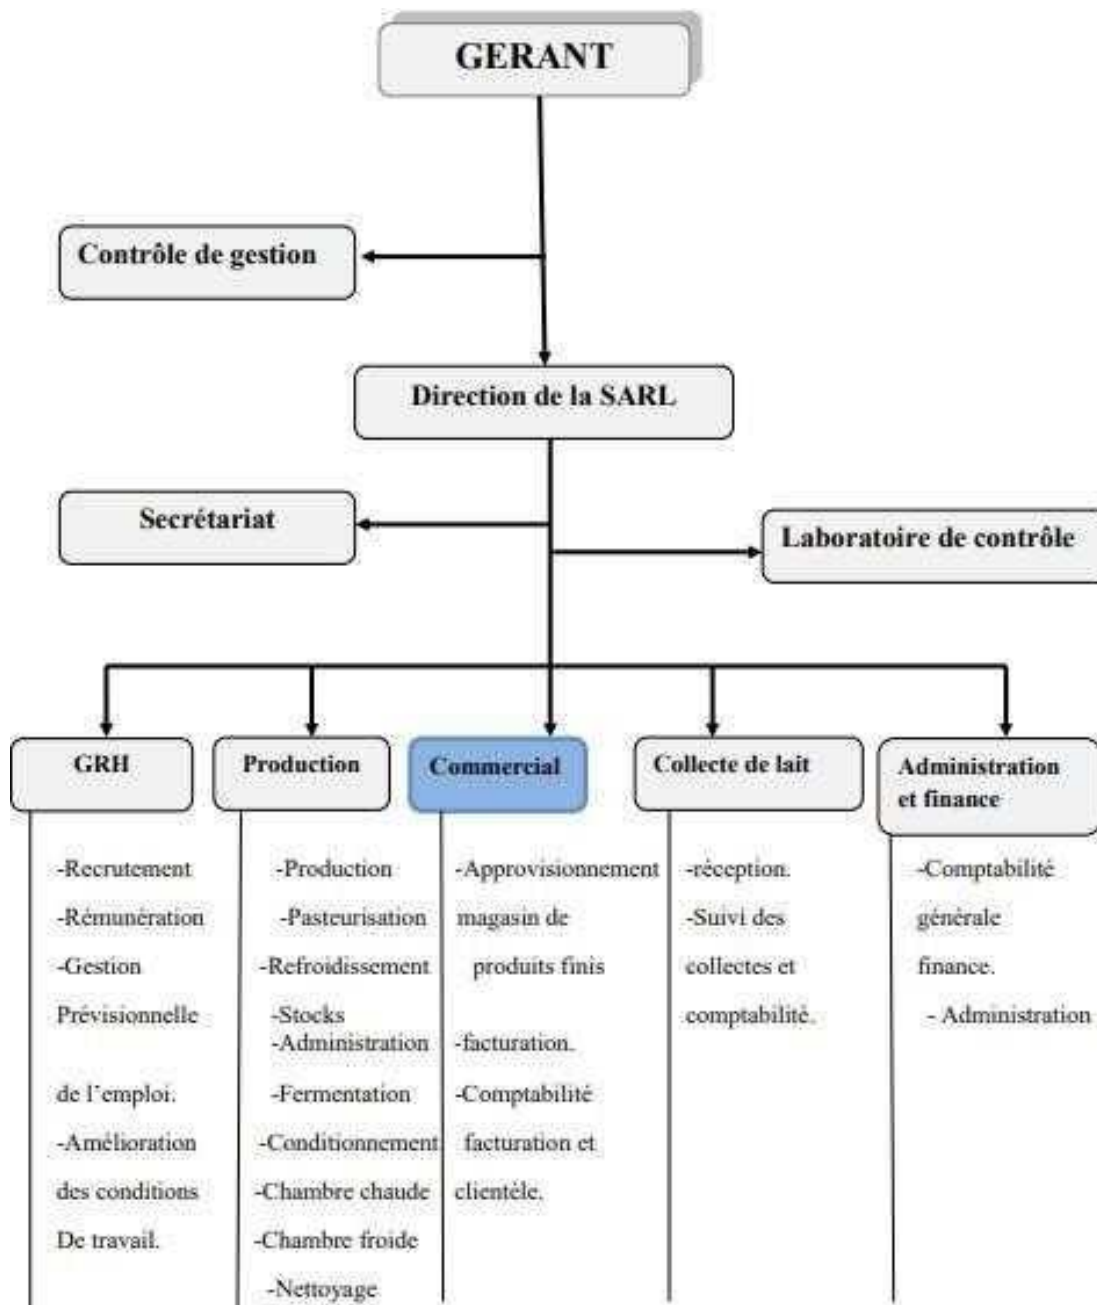 GERANT
Contrôle de gestion
Direction de la SARL
Secrétariat
Laboratoire de contrôle
GRH
-Recrutement
-Rémunération
-Gestion
Prévisionnelle
de l'emploi.
-Amélioration
des conditions
De travail.
Production
-Production
-Pasteurisation
-Refroidissement
-Stocks
-Administration
-Fermentation
-Conditionnement
-Chambre chaude
-Chambre froide
-Nettoyage
Commercial
-Approvisionnement
magasin de
produits finis
-facturation.
-Comptabilité
facturation et
clientèle.
Collecte de lait
-réception.
-Suivi des
collectes et
comptabilité.
Administration
et finance
-Comptabilité
générale
finance.
- Administration